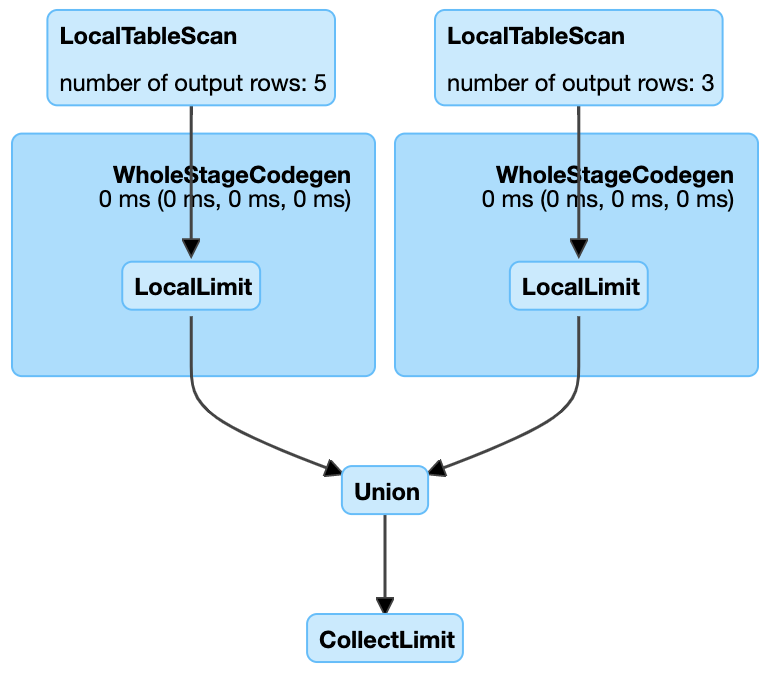 LocalTableScan
number of output rows: 5
LocalTableScan
number of output rows: 3
WholeStageCodegen
0 ms (0 ms, 0 ms, 0 ms)
LocalLimit
WholeStageCodegen
0 ms (0 ms, 0 ms, 0 ms)
LocalLimit
Union
CollectLimit